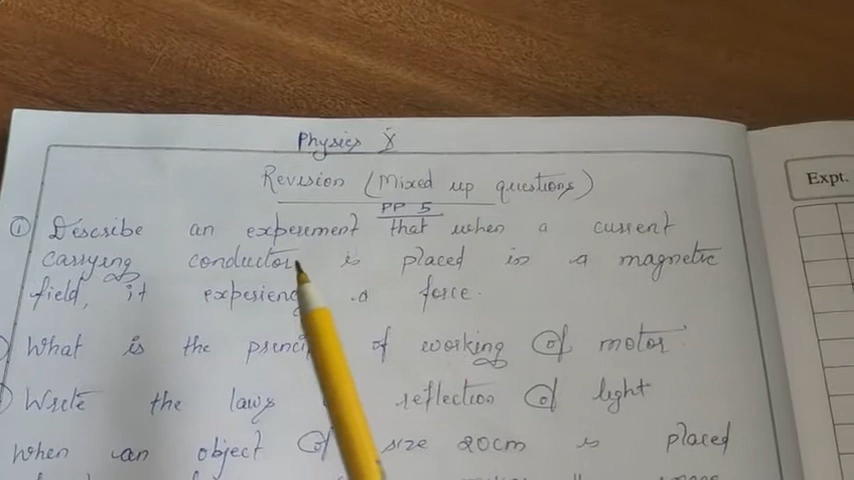 Physics X
Revision (Mixed up questions)
PP 5
① Describe an experiment that when a current
carrying conductor is placed in a magnetic
field, it a force.
What is the of working of motor
Write the laws reflection of light
When an object of size 20cm is placed
Expt.